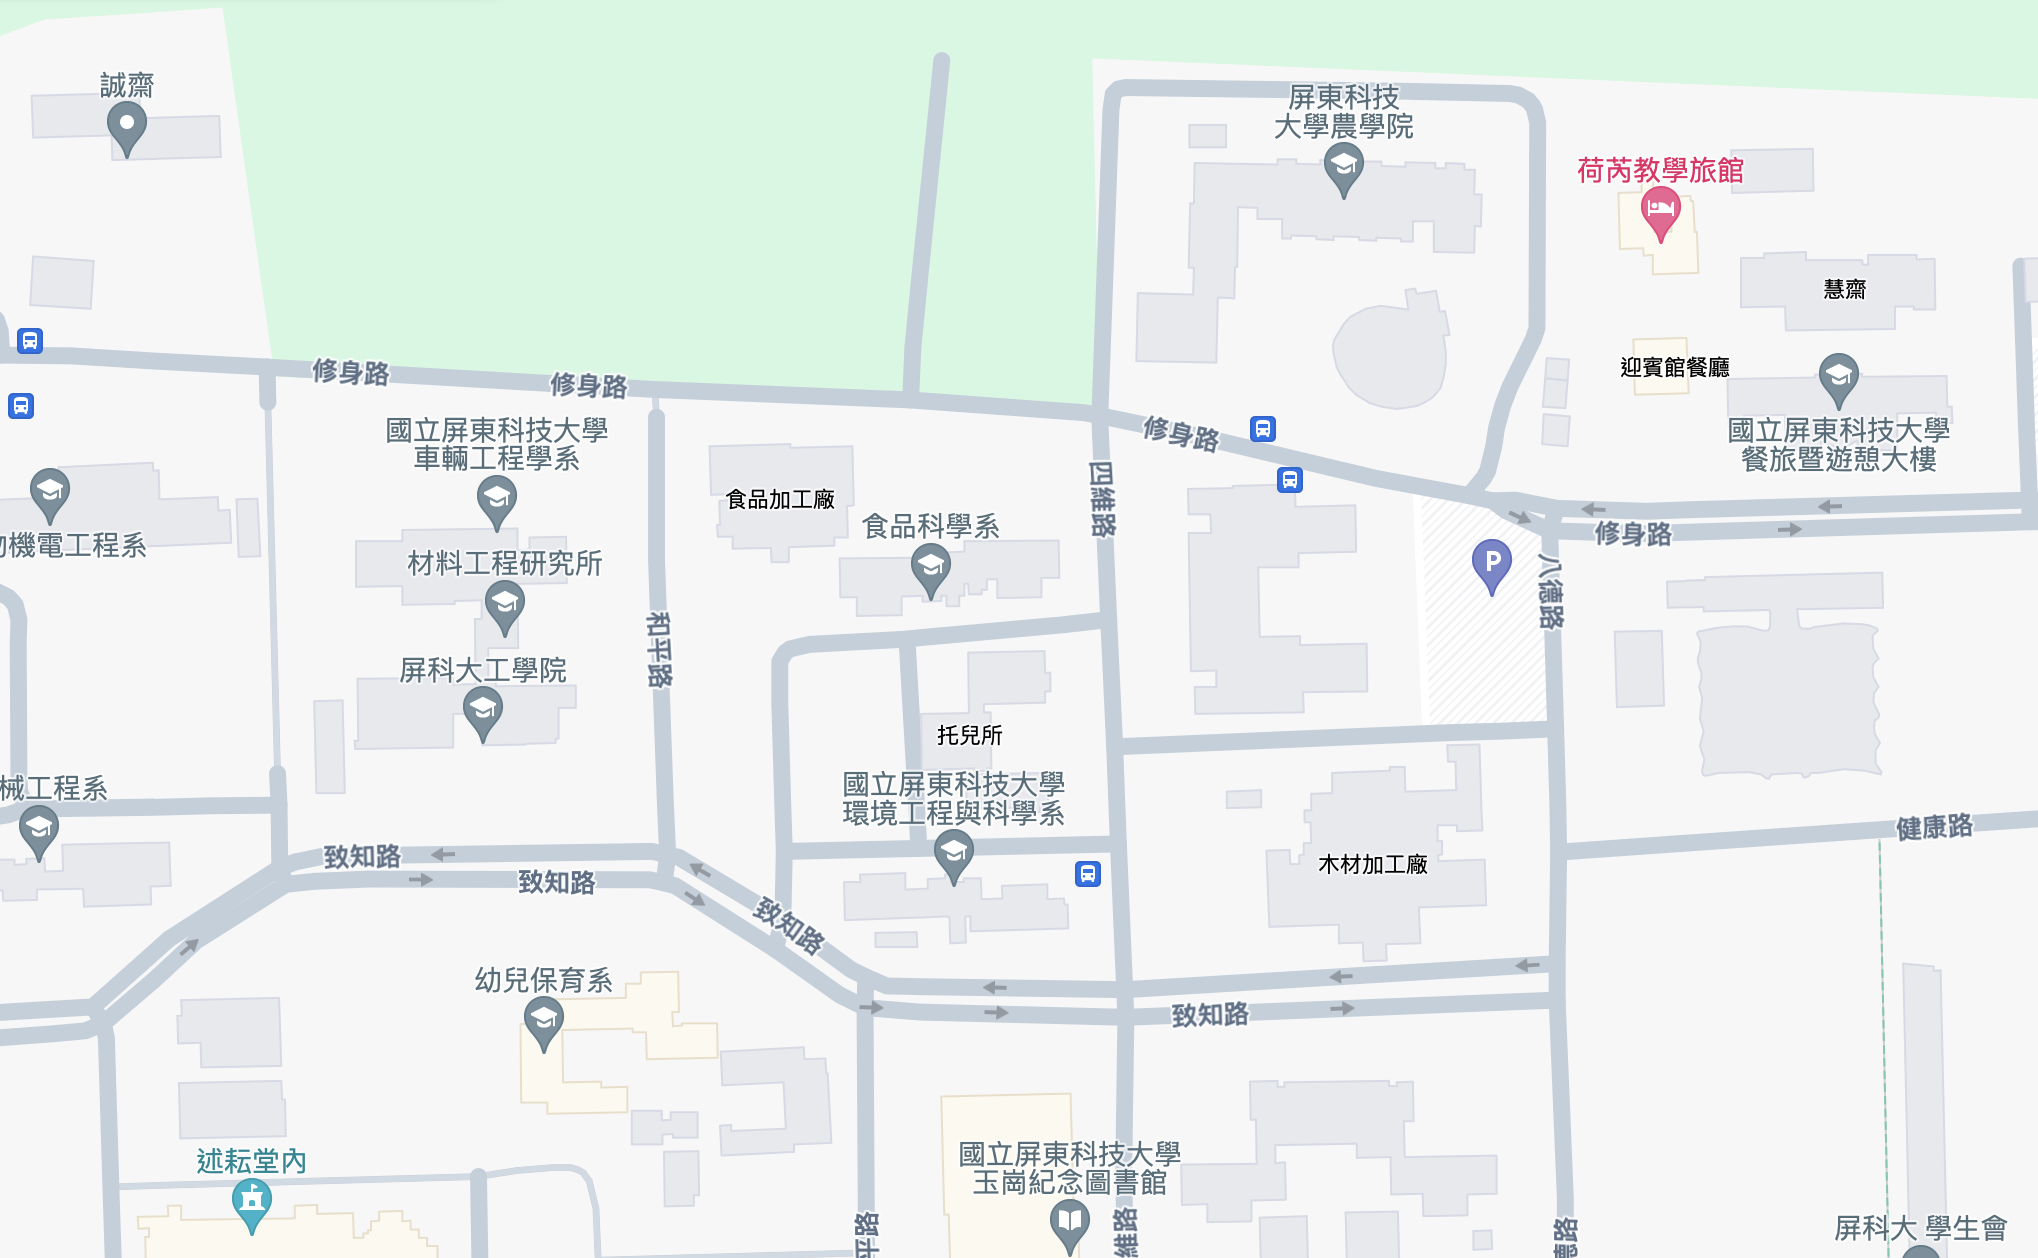 誠齋
屏東科技
大學農學院
荷芮教學旅館
慧齋
迎賓館餐廳
修身路
修身路
修身路
國立屏東科技大學
車輛工程學系
國立屏東科技大學
餐旅暨遊憩大樓
四維路
食品加工廠
食品科學系
修身路
物機電工程系
材料工程研究所
八德路
和平路
屏科大工學院
托兒所
械工程系
國立屏東科技大學
環境工程與科學系
健康路
致知路
木材加工廠
致知路
致知路
幼兒保育系
致知路
P
述耘堂內
國立屏東科技大學
玉崗紀念圖書館
平路
維路
德路
屏科大 學生會